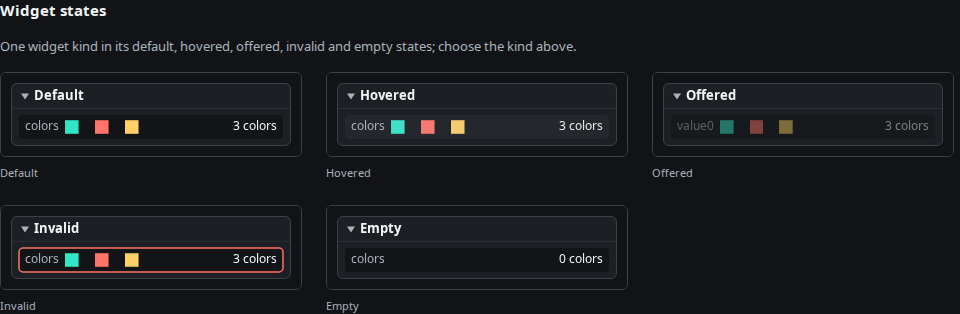 Widget states
One widget kind in its default, hovered, offered, invalid and empty states; choose the kind above.
Default
colors 3 colors
Default
Hovered
colors 3 colors
Hovered
Offered
value0 3 colors
Offered
Invalid
colors 3 colors
Invalid
Empty
colors 0 colors
Empty